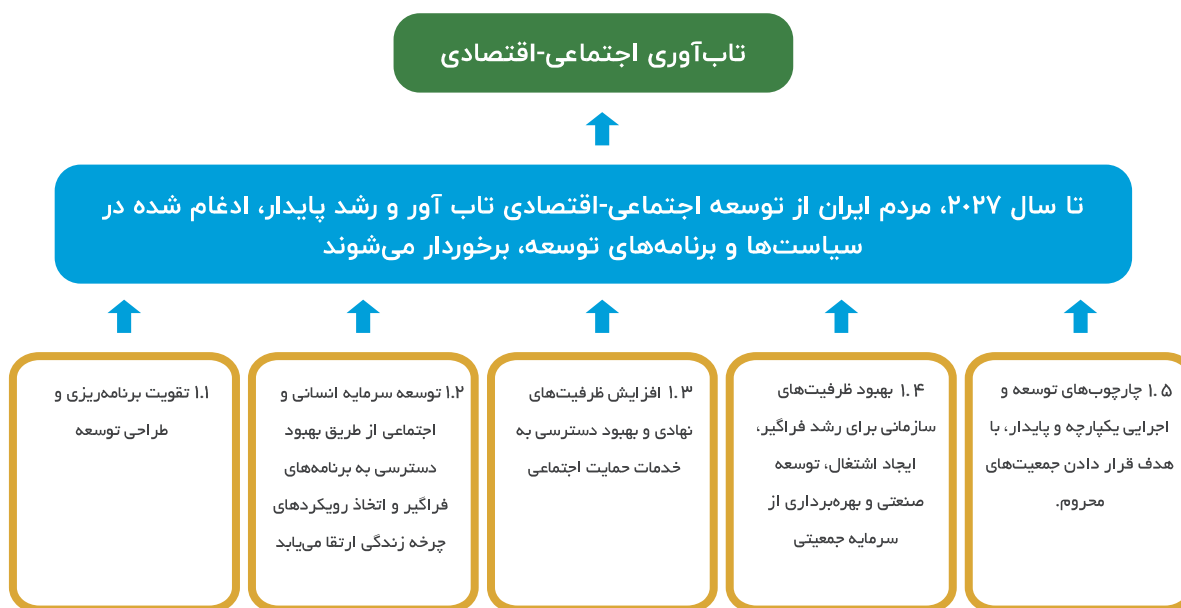 تاب‌آوری اجتماعی-اقتصادی
تا سال ۲۰۲۷، مردم ایران از توسعه اجتماعی-اقتصادی تاب آور و رشد پایدار، ادغام شده در
سیاست‌ها و برنامه‌های توسعه، برخوردار می‌شوند
۱.۱ تقویت برنامه‌ریزی و
طراحی توسعه
۱.۲ توسعه سرمایه انسانی و
اجتماعی از طریق بهبود
دسترسی به برنامه‌های
فراگیر و اتخاذ رویکردهای
چرخه زندگی ارتقا می‌یابد
۱.۳ افزایش ظرفیت‌های
نهادی و بهبود دسترسی به
خدمات حمایت اجتماعی
۱.۴ بهبود ظرفیت‌های
سازمانی برای رشد فراگیر،
ایجاد اشتغال، توسعه
صنعتی و بهره‌برداری از
سرمایه جمعیتی
۱.۵ چارچوب‌های توسعه و
اجرایی یکپارچه و پایدار، با
هدف قرار دادن جمعیت‌های
محروم.